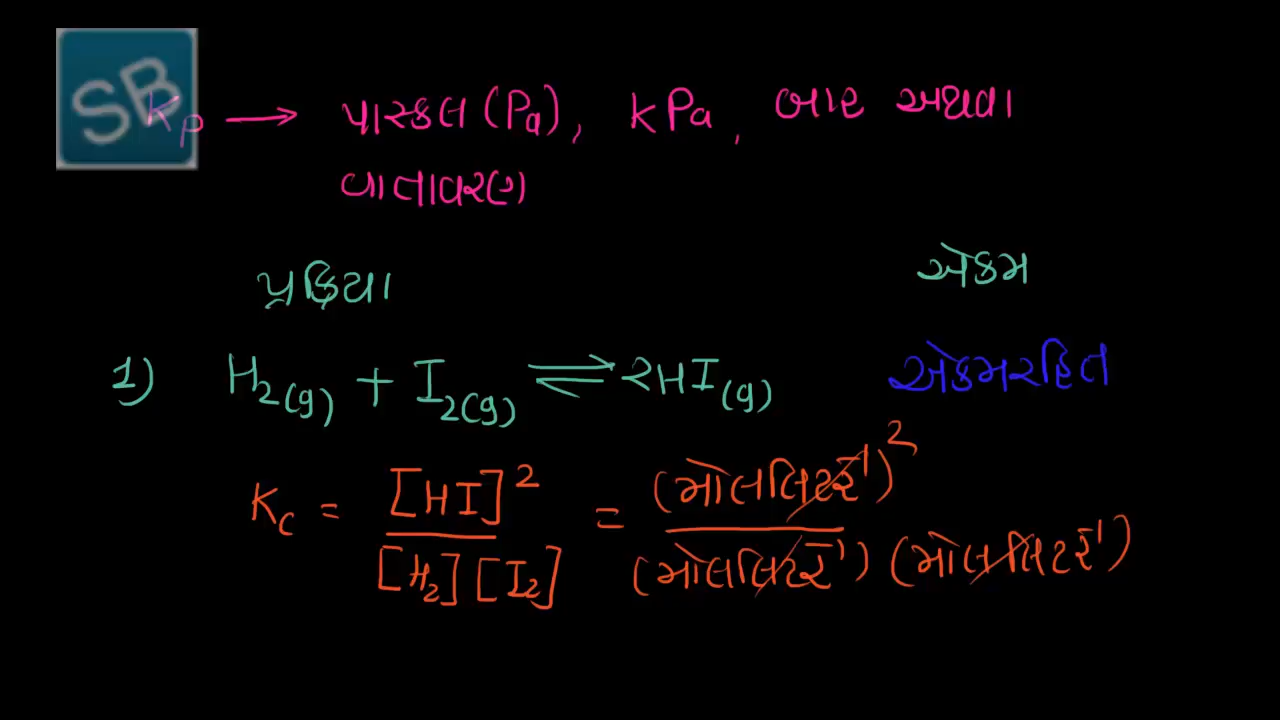 SB
Kp → પાસ્કલ (Pa), kPa, બાર અથવા
વાતાવરણ
પ્રક્રિયા એકમ
1) H₂(g) + I₂(g) ⇌ 2HI(g) એકમરહિત
Kc = [HI]² / [H₂][I₂] = (મોલલિટર⁻¹)² / (મોલલિટર⁻¹) (મોલલિટર⁻¹)